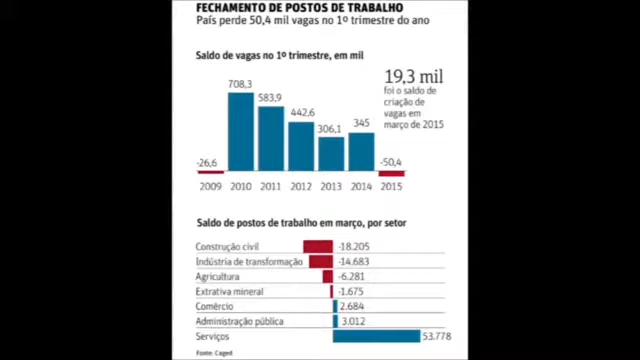 FECHAMENTO DE POSTOS DE TRABALHO
País perde 50,4 mil vagas no 1º trimestre do ano
Saldo de vagas no 1º trimestre, em mil
19,3 mil
foi o saldo de
criação de
vagas em
março de 2015
-26,6 708,3 583,9 442,6 306,1 345 -50,4
2009 2010 2011 2012 2013 2014 2015
Saldo de postos de trabalho em março, por setor
Construção civil -18.205
Indústria de transformação -14.683
Agricultura -6.281
Extrativa mineral -1.675
Comércio 2.684
Administração pública 3.012
Serviços 53.778
Fonte: Caged